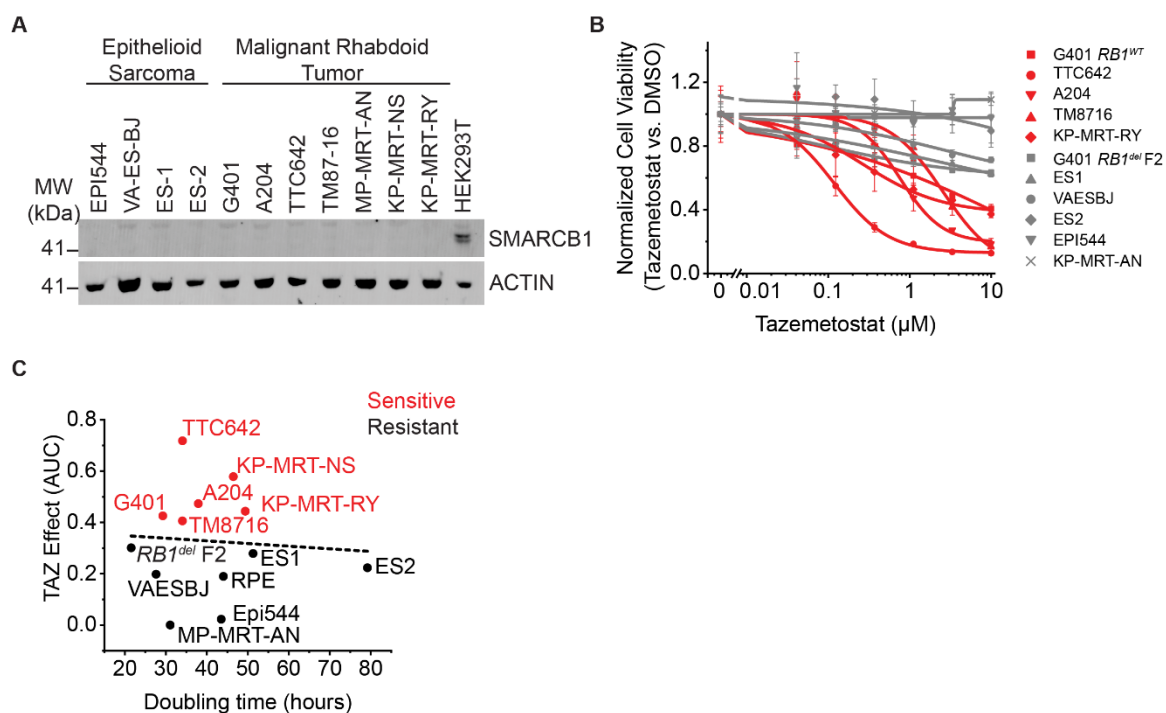 A
Epithelioid
Sarcoma
Malignant Rhabdoid
Tumor
MW
(kDa)
EPI544
VA-ES-BJ
ES-1
ES-2
G401
A204
TTC642
TM87-16
MP-MRT-AN
KP-MRT-NS
KP-MRT-RY
HEK293T
41
SMARCB1
41
ACTIN
B
Normalized Cell Viability
(Tazemetostat vs. DMSO)
1.2
0.8
0.4
0.0
0
0.01
0.1
1
10
Tazemetostat (µM)
G401 RB1WT
TTC642
A204
TM8716
KP-MRT-RY
G401 RB1del F2
ES1
VAESBJ
ES2
EPI544
KP-MRT-AN
C
Sensitive
Resistant
TAZ Effect (AUC)
0.8
0.6
0.4
0.2
0.0
TTC642
KP-MRT-NS
A204
G401
KP-MRT-RY
TM8716
RB1del F2
ES1
ES2
VAESBJ
RPE
Epi544
MP-MRT-AN
20 30 40 50 60 70 80 90
Doubling time (hours)